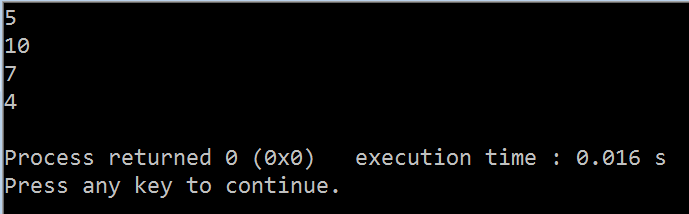 5
10
7
4
Process returned 0 (0x0)   execution time : 0.016 s
Press any key to continue.